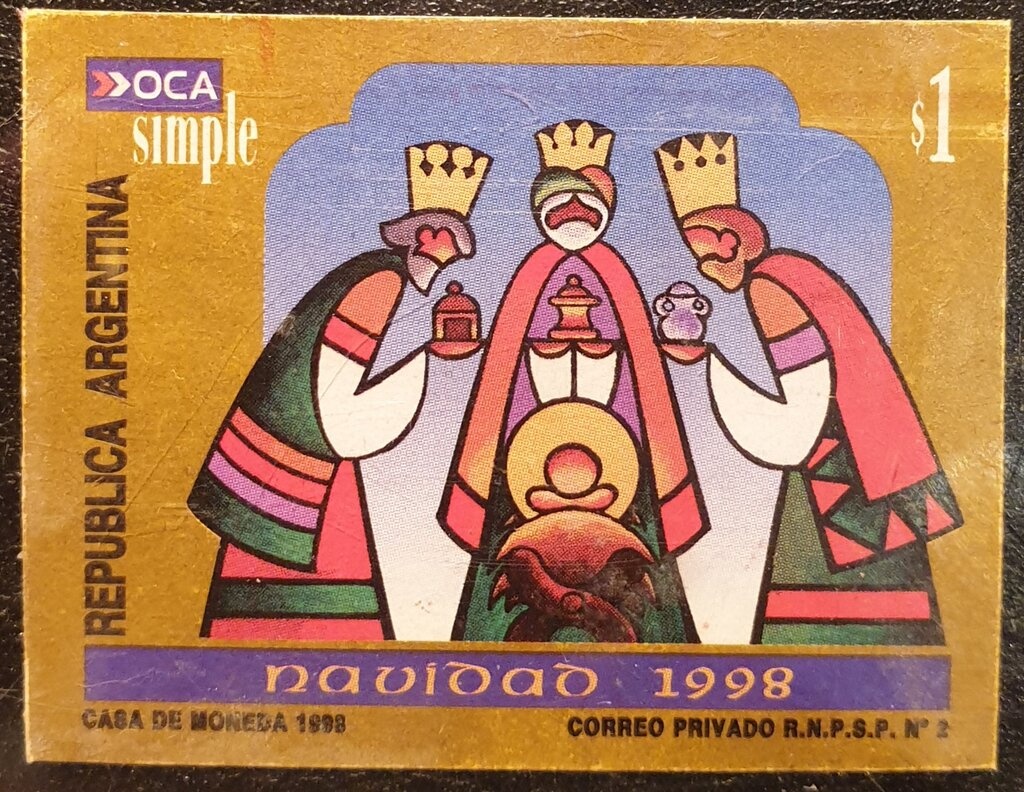 OCA
simple
$1
REPUBLICA ARGENTINA
navidad 1998
CASA DE MONEDA 1998
CORREO PRIVADO R.N.P.S.P. Nº 2